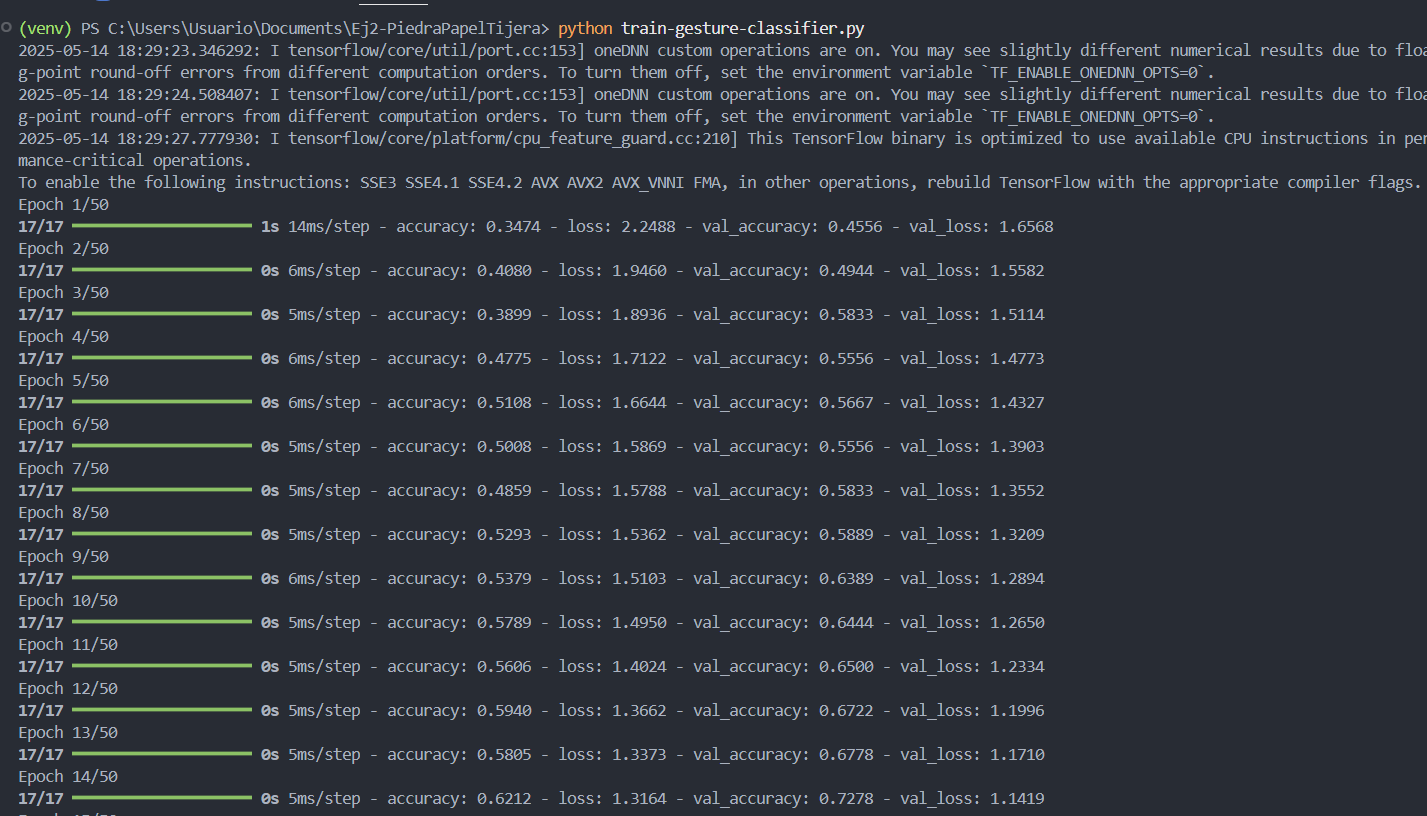 (venv) PS C:\Users\Usuario\Documents\Ej2-PiedraPapelTijera> python train-gesture-classifier.py
2025-05-14 18:29:23.346292: I tensorflow/core/util/port.cc:153] oneDNN custom operations are on. You may see slightly different numerical results due to floa
g-point round-off errors from different computation orders. To turn them off, set the environment variable `TF_ENABLE_ONEDNN_OPTS=0`.
2025-05-14 18:29:24.508407: I tensorflow/core/util/port.cc:153] oneDNN custom operations are on. You may see slightly different numerical results due to floa
g-point round-off errors from different computation orders. To turn them off, set the environment variable `TF_ENABLE_ONEDNN_OPTS=0`.
2025-05-14 18:29:27.777930: I tensorflow/core/platform/cpu_feature_guard.cc:210] This TensorFlow binary is optimized to use available CPU instructions in per
mance-critical operations.
To enable the following instructions: SSE3 SSE4.1 SSE4.2 AVX AVX2 AVX_VNNI FMA, in other operations, rebuild TensorFlow with the appropriate compiler flags.
Epoch 1/50
17/17 1s 14ms/step - accuracy: 0.3474 - loss: 2.2488 - val_accuracy: 0.4556 - val_loss: 1.6568
Epoch 2/50
17/17 0s 6ms/step - accuracy: 0.4080 - loss: 1.9460 - val_accuracy: 0.4944 - val_loss: 1.5582
Epoch 3/50
17/17 0s 5ms/step - accuracy: 0.3899 - loss: 1.8936 - val_accuracy: 0.5833 - val_loss: 1.5114
Epoch 4/50
17/17 0s 6ms/step - accuracy: 0.4775 - loss: 1.7122 - val_accuracy: 0.5556 - val_loss: 1.4773
Epoch 5/50
17/17 0s 6ms/step - accuracy: 0.5108 - loss: 1.6644 - val_accuracy: 0.5667 - val_loss: 1.4327
Epoch 6/50
17/17 0s 5ms/step - accuracy: 0.5008 - loss: 1.5869 - val_accuracy: 0.5556 - val_loss: 1.3903
Epoch 7/50
17/17 0s 5ms/step - accuracy: 0.4859 - loss: 1.5788 - val_accuracy: 0.5833 - val_loss: 1.3552
Epoch 8/50
17/17 0s 5ms/step - accuracy: 0.5293 - loss: 1.5362 - val_accuracy: 0.5889 - val_loss: 1.3209
Epoch 9/50
17/17 0s 6ms/step - accuracy: 0.5379 - loss: 1.5103 - val_accuracy: 0.6389 - val_loss: 1.2894
Epoch 10/50
17/17 0s 5ms/step - accuracy: 0.5789 - loss: 1.4950 - val_accuracy: 0.6444 - val_loss: 1.2650
Epoch 11/50
17/17 0s 5ms/step - accuracy: 0.5606 - loss: 1.4024 - val_accuracy: 0.6500 - val_loss: 1.2334
Epoch 12/50
17/17 0s 5ms/step - accuracy: 0.5940 - loss: 1.3662 - val_accuracy: 0.6722 - val_loss: 1.1996
Epoch 13/50
17/17 0s 5ms/step - accuracy: 0.5805 - loss: 1.3373 - val_accuracy: 0.6778 - val_loss: 1.1710
Epoch 14/50
17/17 0s 5ms/step - accuracy: 0.6212 - loss: 1.3164 - val_accuracy: 0.7278 - val_loss: 1.1419